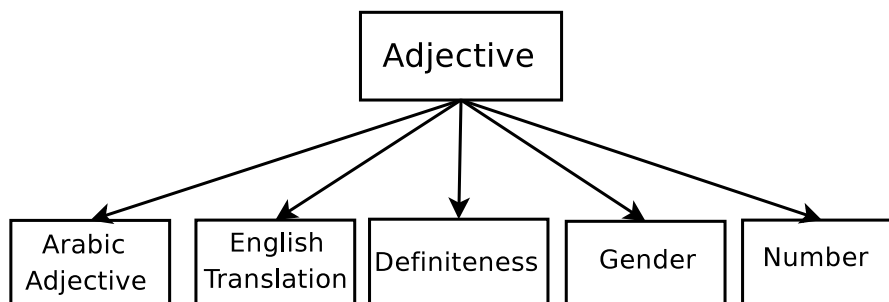 Adjective
Arabic
Adjective
English
Translation
Definiteness
Gender
Number